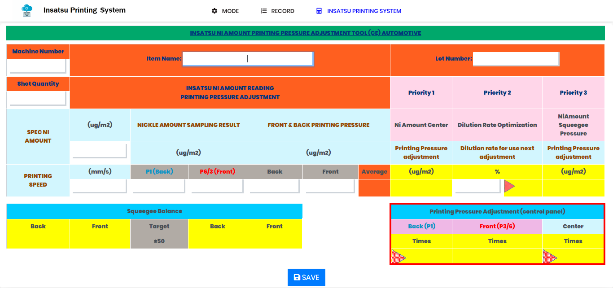 Insatsu Printing System
MODE
RECORD
INSATSU PRINTING SYSTEM
INSATSU NI AMOUNT PRINTING PRESSURE ADJUSTMENT TOOL (CE) AUTOMOTIVE
Machine Number
Item Name:
Lot Number:
Shot Quantity
INSATSU NI AMOUNT READING
PRINTING PRESSURE ADJUSTMENT
Priority 1
Priority 2
Priority 3
SPEC NI
AMOUNT
(ug/m2)
NICKLE AMOUNT SAMPLING RESULT
(ug/m2)
FRONT & BACK PRINTING PRESSURE
(ug/m2)
Ni Amount Center
Dilution Rate Optimization
NiAmount
Squeegee
Pressure
Printing Pressure
adjustment
Dilution rate for use next
adjustment
Printing Pressure
adjustment
PRINTING
SPEED
(mm/s)
P1 (Back)
P6/3 (Front)
Back
Front
Average
(ug/m2)
%
(ug/m2)
Squeegee Balance
Back
Front
Target
±50
Back
Front
Printing Pressure Adjustment (central panel)
Back (P1)
Front (P3/6)
Center
Times
Times
Times
SAVE